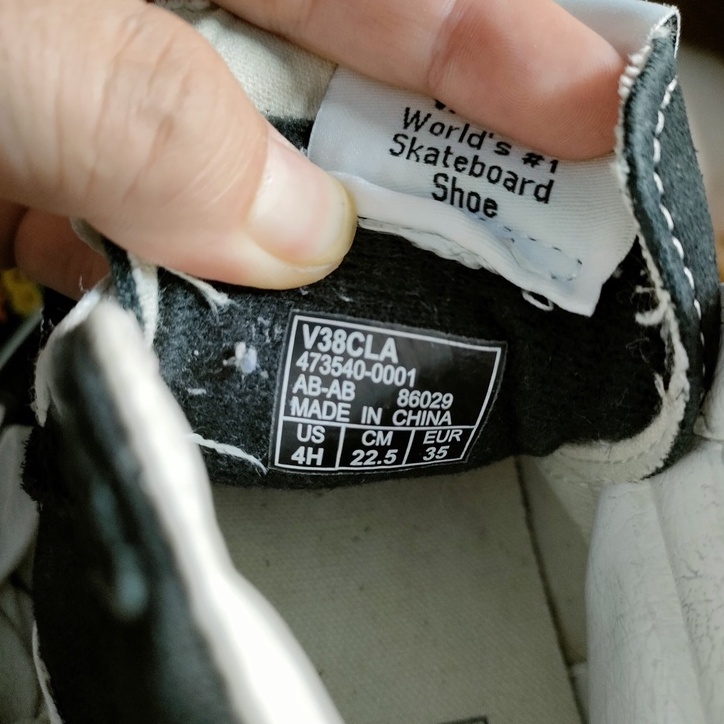 World's #1
Skateboard
Shoe
V38CLA
473540-0001
AB-AB 86029
MADE IN CHINA
US CM EUR
4H 22.5 35